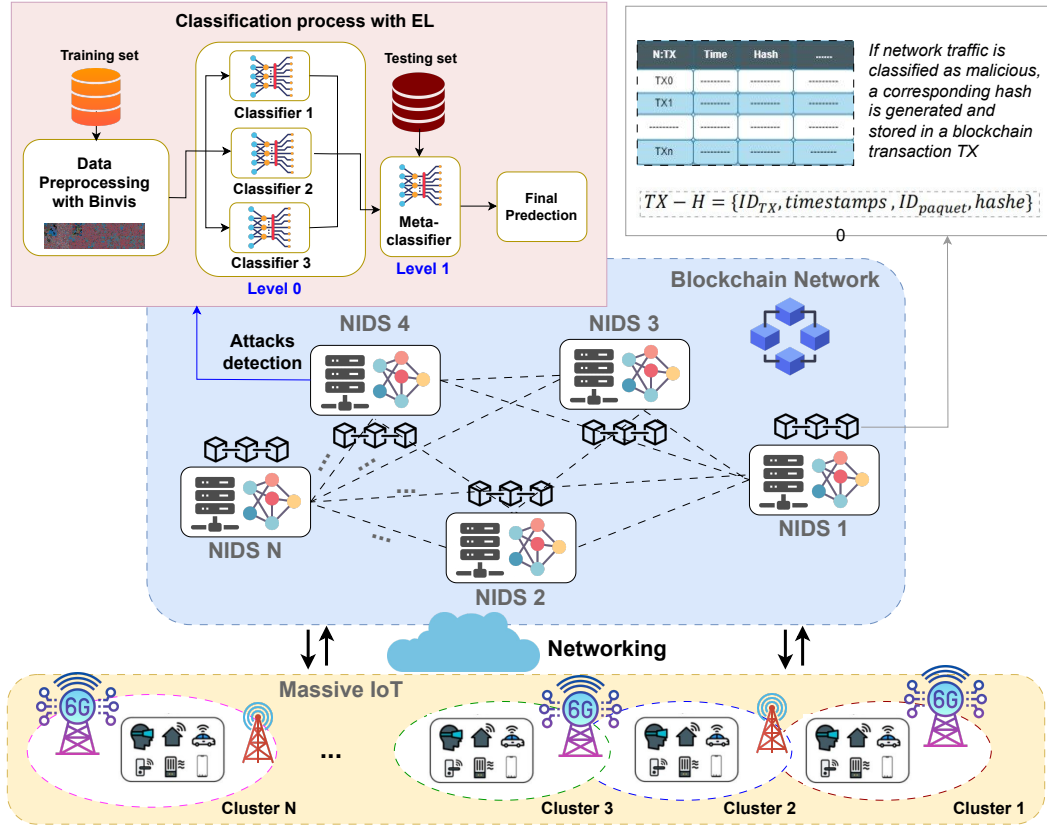 Classification process with EL
Training set
Testing set
Data
Preprocessing
with Binvis
Classifier 1
Classifier 2
Classifier 3
Level 0
Meta-
classifier
Level 1
Final
Predection
N:TX Time Hash ......
TX0 --------- --------- ---------
TX1 --------- --------- ---------
--------- --------- --------- ---------
TXn --------- --------- ---------
If network traffic is
classified as malicious,
a corresponding hash
is generated and
stored in a blockchain
transaction TX
TX − H = {ID_TX, timestamps , ID_paquet, hashe}
0
Blockchain Network
Attacks
detection
NIDS 4
NIDS 3
NIDS N
NIDS 1
NIDS 2
...
...
...
...
Networking
Massive IoT
6G
6G
6G
...
Cluster N
Cluster 3
Cluster 2
Cluster 1